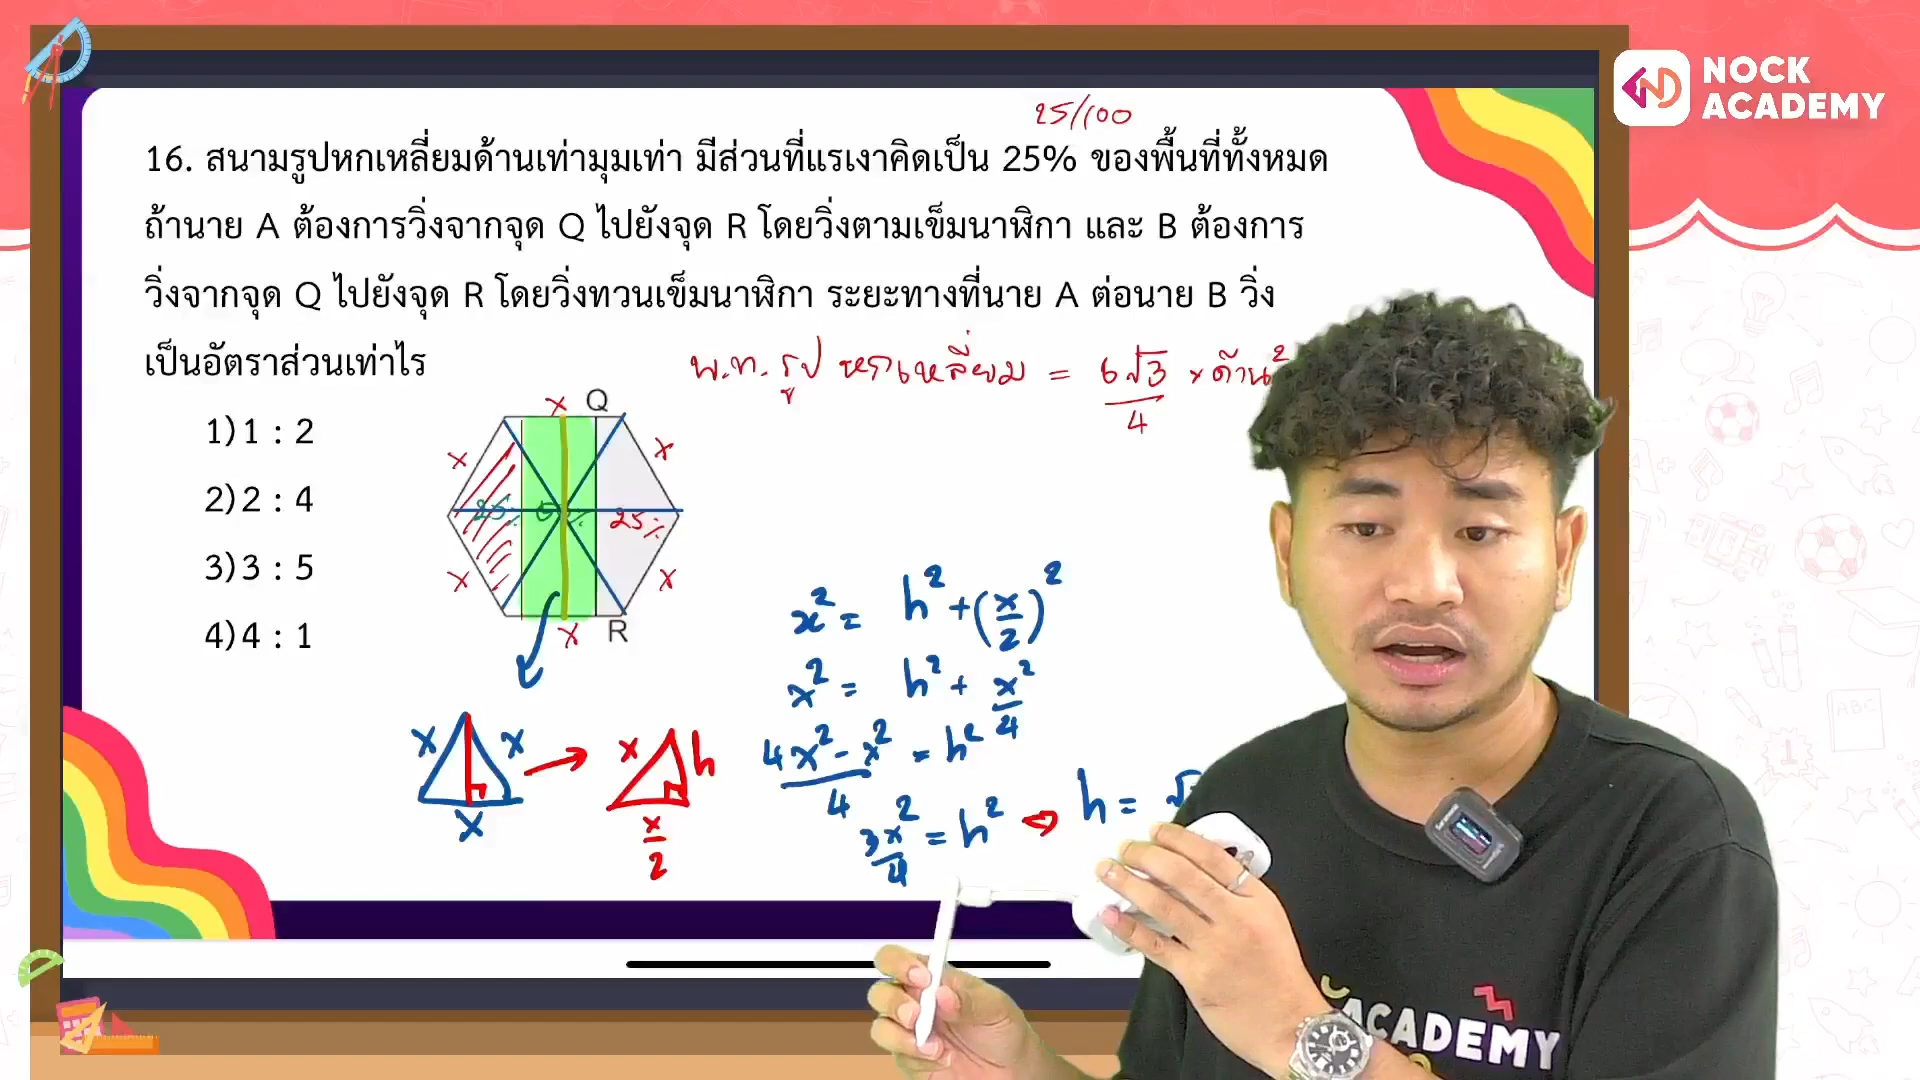 NOCK
ACADEMY
25/100
16. สนามรูปหกเหลี่ยมด้านเท่ามุมเท่า มีส่วนที่แรเงาคิดเป็น 25% ของพื้นที่ทั้งหมด
ถ้านาย A ต้องการวิ่งจากจุด Q ไปยังจุด R โดยวิ่งตามเข็มนาฬิกา และ B ต้องการ
วิ่งจากจุด Q ไปยังจุด R โดยวิ่งทวนเข็มนาฬิกา ระยะทางที่นาย A ต่อนาย B วิ่ง
เป็นอัตราส่วนเท่าไร
พ.ท. รูป หกเหลี่ยม = 6√3/4 × ด้าน²
1) 1 : 2
2) 2 : 4
3) 3 : 5
4) 4 : 1
x Q
x x
25% 25%
x x
x R
x² = h² + (x/2)²
x² = h² + x²/4
4x² - x²/4 = h²
3x²/4 = h² ⇨ h =
x x
x
x h
x/2
ACADEMY